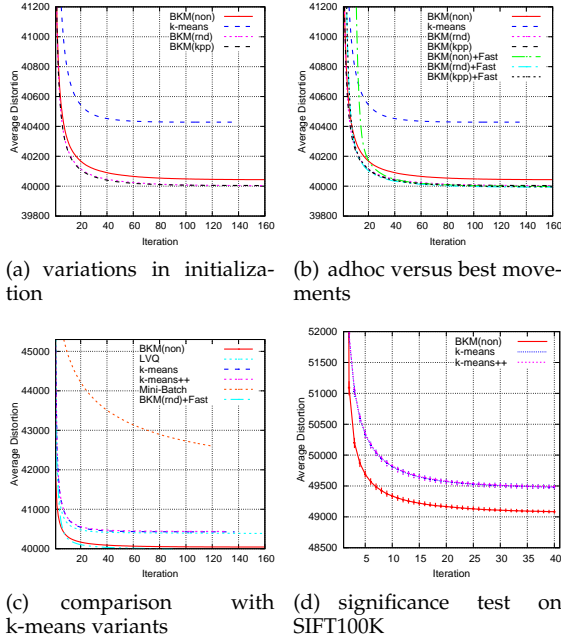 41200
41000
40800
40600
40400
40200
40000
39800
Average Distortion
20 40 60 80 100 120 140 160
Iteration
BKM(non)
k-means
BKM(rnd)
BKM(kpp)
(a) variations in initializa-
tion
41200
41000
40800
40600
40400
40200
40000
39800
Average Distortion
20 40 60 80 100 120 140 160
Iteration
BKM(non)
k-means
BKM(rnd)
BKM(kpp)
BKM(non)+Fast
BKM(rnd)+Fast
BKM(kpp)+Fast
(b) adhoc versus best move-
ments
45000
44000
43000
42000
41000
40000
Average Distortion
20 40 60 80 100 120 140 160
Iteration
BKM(non)
LVQ
k-means
k-means++
Mini-Batch
BKM(rnd)+Fast
(c) comparison with
k-means variants
52000
51500
51000
50500
50000
49500
49000
48500
Average Distortion
5 10 15 20 25 30 35 40
Iteration
BKM(non)
k-means
k-means++
(d) significance test on
SIFT100K